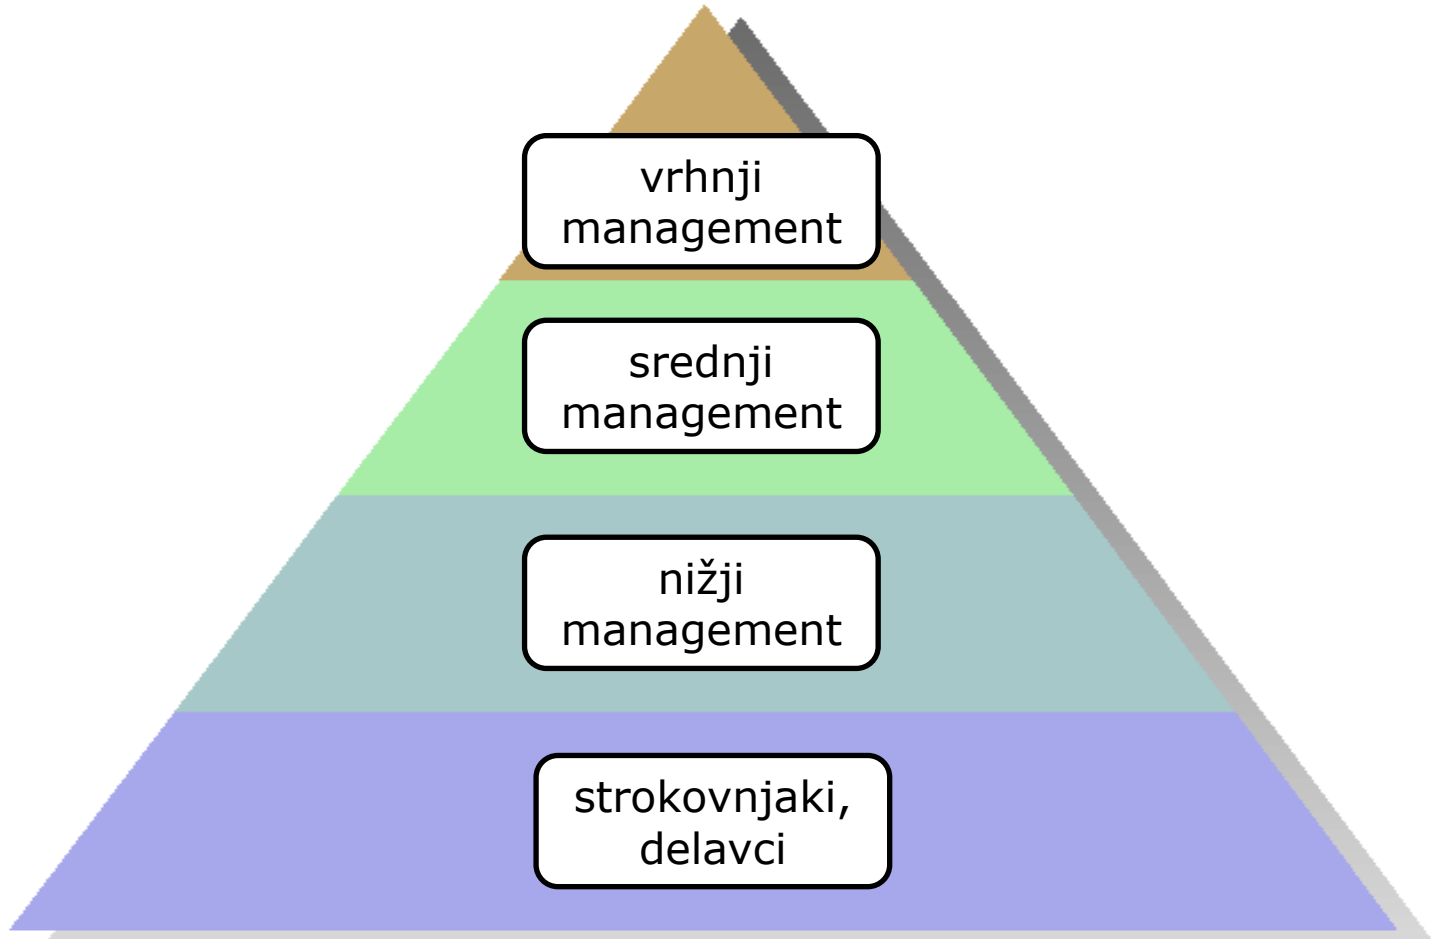 vrhnji
management
srednji
management
nižji
management
strokovnjaki,
delavci